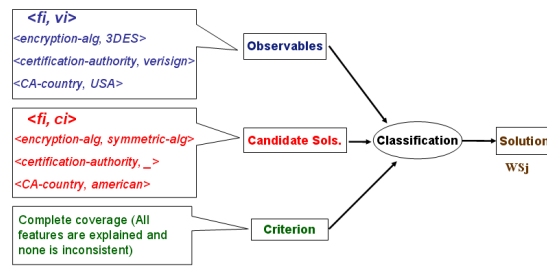 <fi, vi>
<encryption-alg, 3DES>
<certification-authority, verisign>
<CA-country, USA>
Observables
<fi, ci>
<encryption-alg, symmetric-alg>
<certification-authority, _>
<CA-country, american>
Candidate Sols.
Classification
Solution
WSj
Complete coverage (All
features are explained and
none is inconsistent)
Criterion